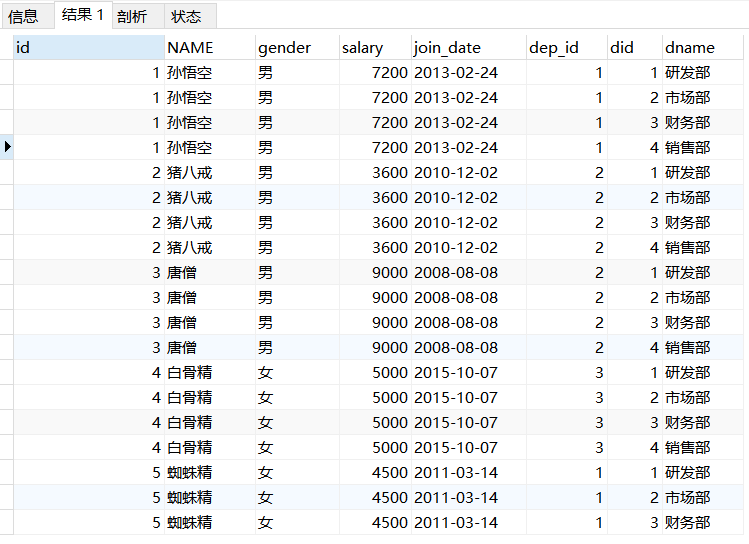 信息 结果 1 剖析 状态
id NAME gender salary join_date dep_id did dname
1 孙悟空 男 7200 2013-02-24 1 1 研发部
1 孙悟空 男 7200 2013-02-24 1 2 市场部
1 孙悟空 男 7200 2013-02-24 1 3 财务部
1 孙悟空 男 7200 2013-02-24 1 4 销售部
2 猪八戒 男 3600 2010-12-02 2 1 研发部
2 猪八戒 男 3600 2010-12-02 2 2 市场部
2 猪八戒 男 3600 2010-12-02 2 3 财务部
2 猪八戒 男 3600 2010-12-02 2 4 销售部
3 唐僧 男 9000 2008-08-08 2 1 研发部
3 唐僧 男 9000 2008-08-08 2 2 市场部
3 唐僧 男 9000 2008-08-08 2 3 财务部
3 唐僧 男 9000 2008-08-08 2 4 销售部
4 白骨精 女 5000 2015-10-07 3 1 研发部
4 白骨精 女 5000 2015-10-07 3 2 市场部
4 白骨精 女 5000 2015-10-07 3 3 财务部
4 白骨精 女 5000 2015-10-07 3 4 销售部
5 蜘蛛精 女 4500 2011-03-14 1 1 研发部
5 蜘蛛精 女 4500 2011-03-14 1 2 市场部
5 蜘蛛精 女 4500 2011-03-14 1 3 财务部